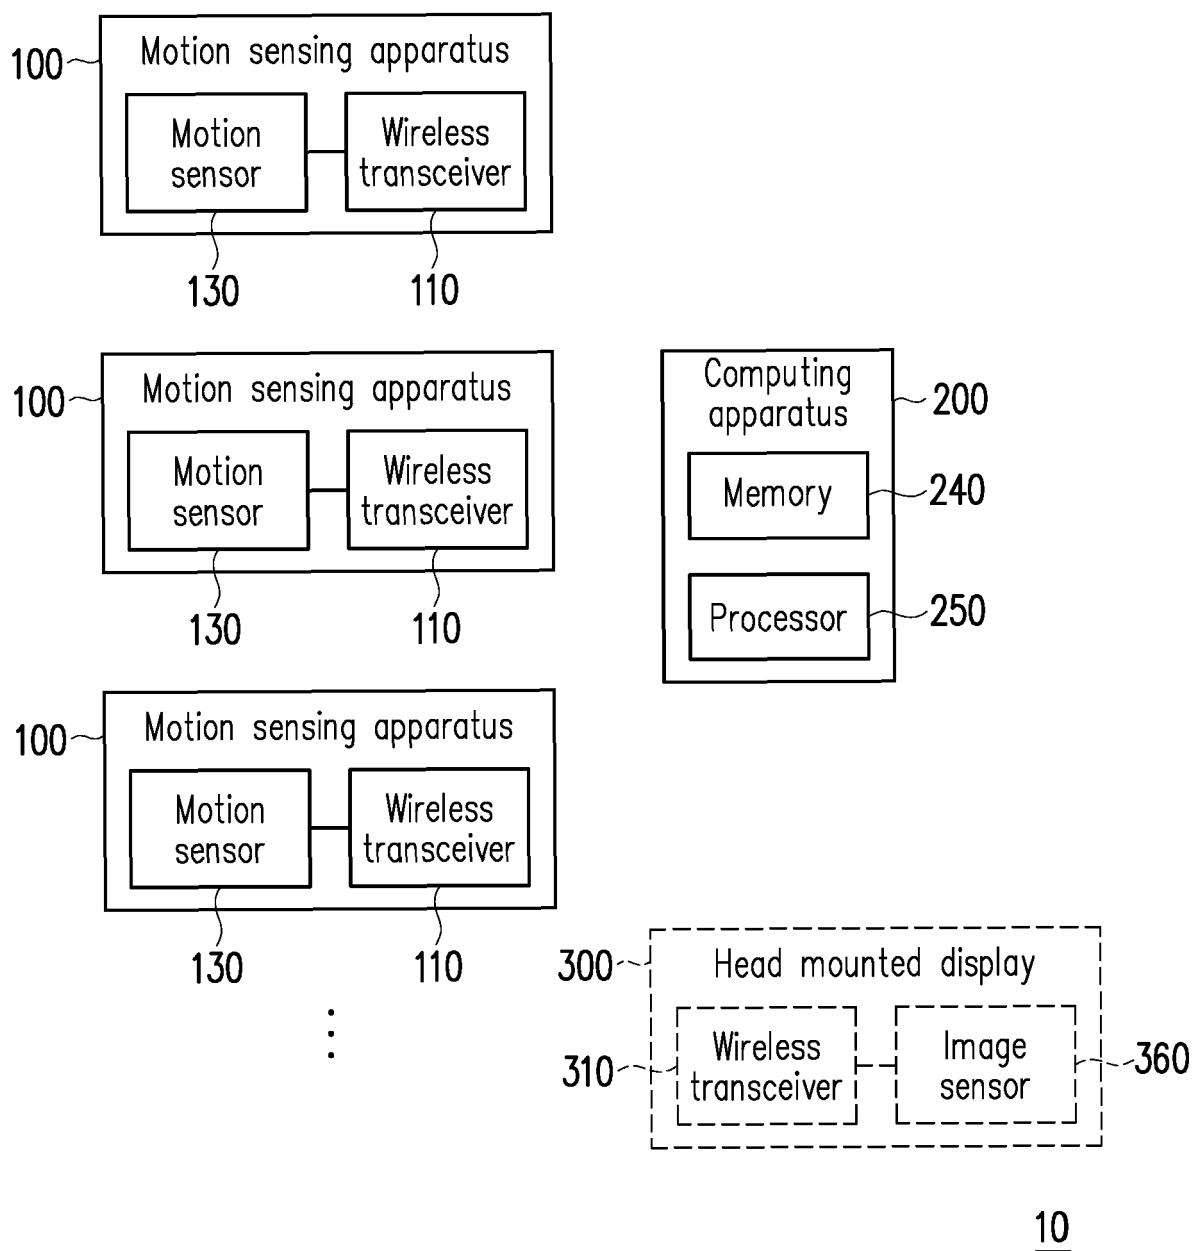 100
Motion sensing apparatus
Motion
sensor
Wireless
transceiver
130
110
100
Motion sensing apparatus
Motion
sensor
Wireless
transceiver
130
110
Computing
apparatus
200
Memory
240
Processor
250
100
Motion sensing apparatus
Motion
sensor
Wireless
transceiver
130
110
300
Head mounted display
310
Wireless
transceiver
Image
sensor
360
10